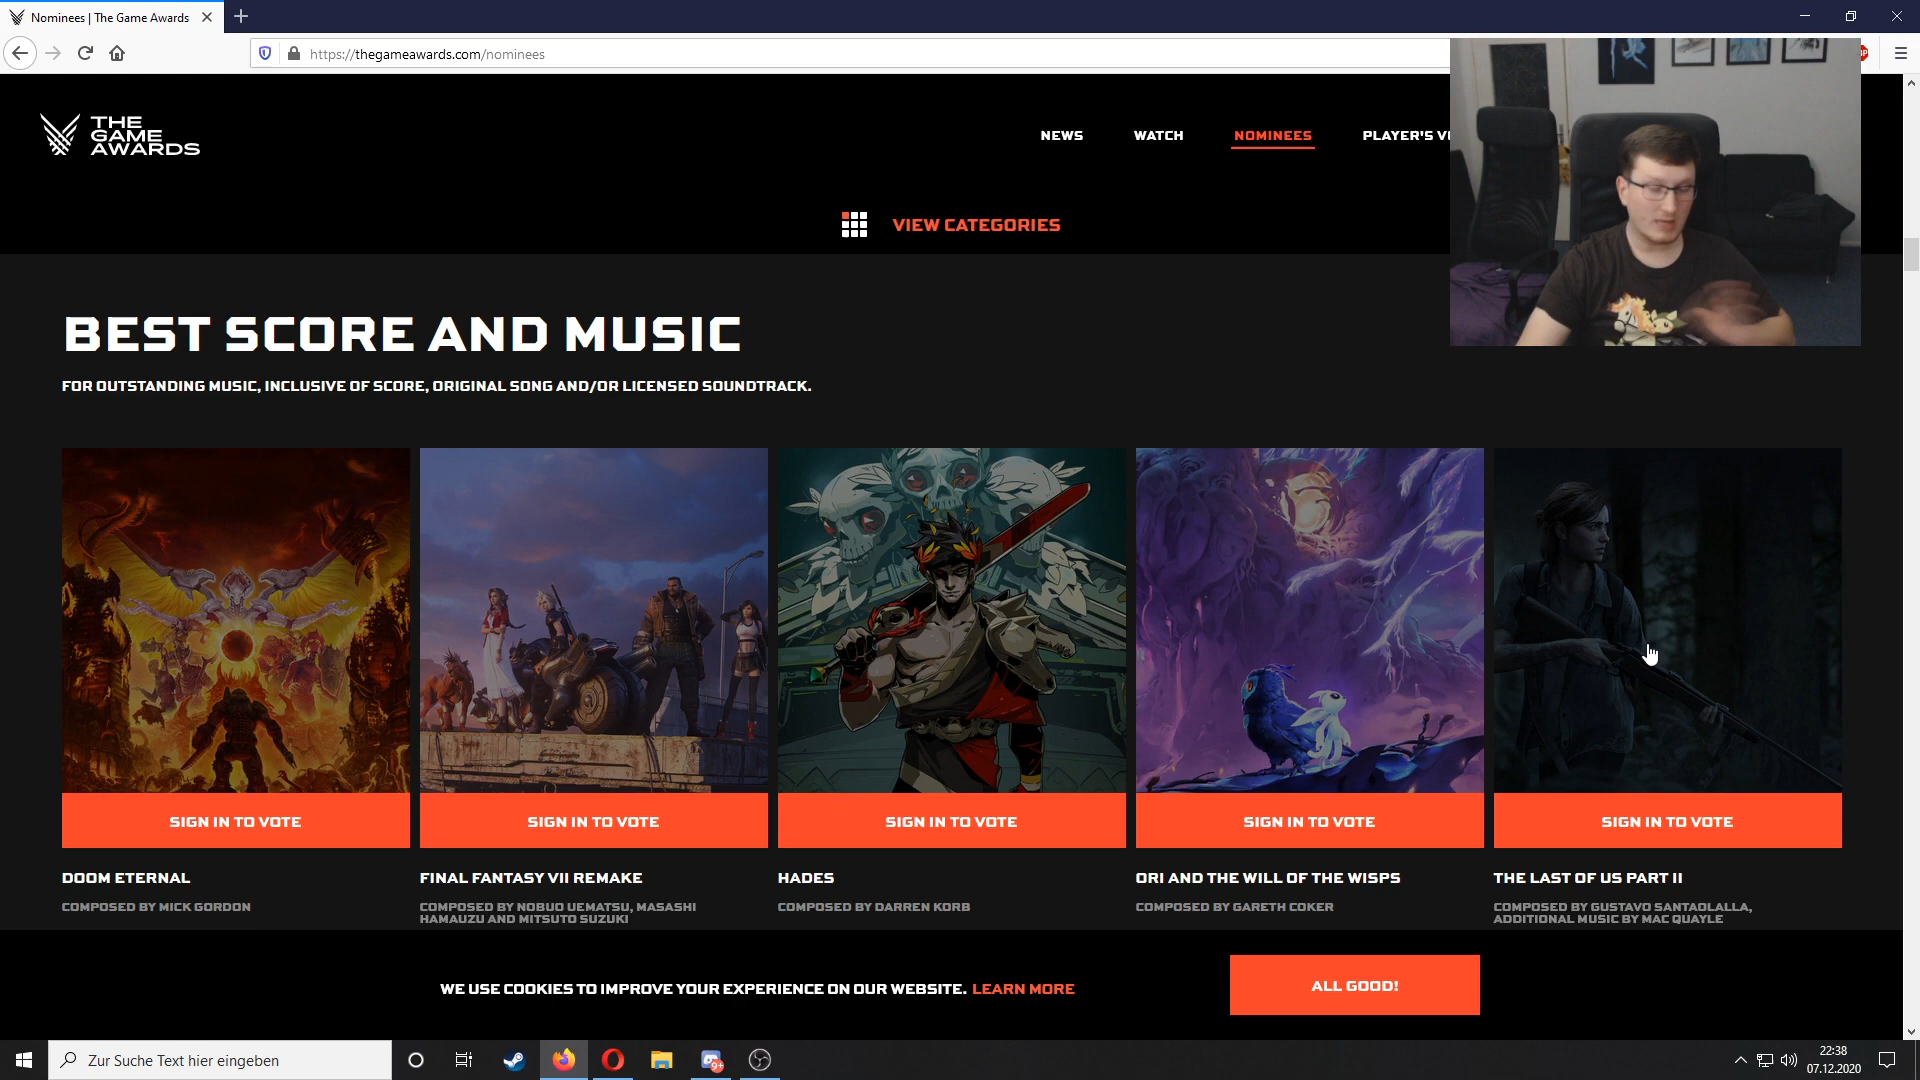 Nominees | The Game Awards
https://thegameawards.com/nominees
THE
GAME
AWARDS
NEWS
WATCH
NOMINEES
PLAYER'S
VIEW CATEGORIES
BEST SCORE AND MUSIC
FOR OUTSTANDING MUSIC, INCLUSIVE OF SCORE, ORIGINAL SONG AND/OR LICENSED SOUNDTRACK.
SIGN IN TO VOTE
SIGN IN TO VOTE
SIGN IN TO VOTE
SIGN IN TO VOTE
SIGN IN TO VOTE
DOOM ETERNAL
COMPOSED BY MICK GORDON
FINAL FANTASY VII REMAKE
COMPOSED BY NOBUO UEMATSU, MASASHI
HAMAUZU AND MITSUTO SUZUKI
HADES
COMPOSED BY DARREN KORB
ORI AND THE WILL OF THE WISPS
COMPOSED BY GARETH COKER
THE LAST OF US PART II
COMPOSED BY GUSTAVO SANTAOLALLA,
ADDITIONAL MUSIC BY MAC QUAYLE
WE USE COOKIES TO IMPROVE YOUR EXPERIENCE ON OUR WEBSITE. LEARN MORE
ALL GOOD!
Zur Suche Text hier eingeben
9+
22:38
07.12.2020